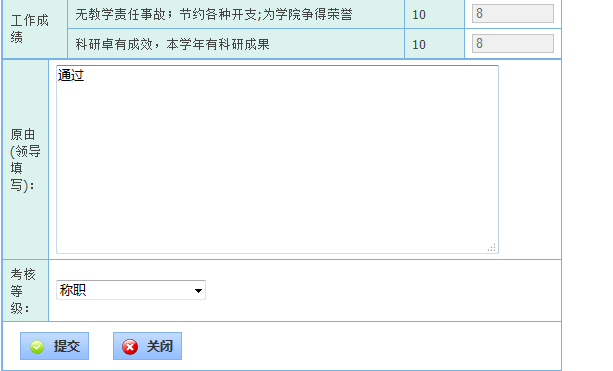 工作成
绩
无教学责任事故；节约各种开支;为学院争得荣誉
10
8
科研卓有成效，本学年有科研成果
10
8
原由
(领导
填
写)：
通过
考核
等
级：
称职
提交
关闭